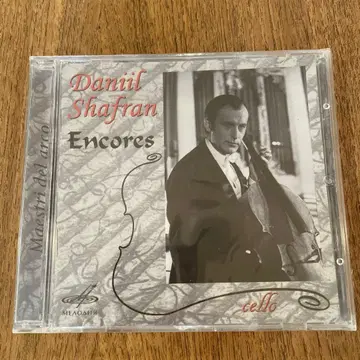 Daniil
Shafran
Encores
Maestri del arco
МЕЛОДИЯ
cello